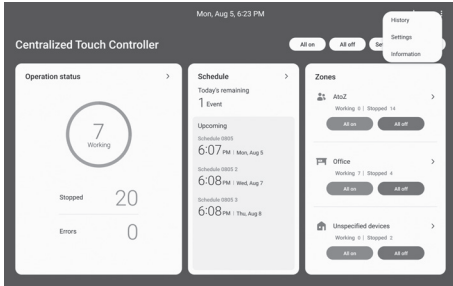 Mon, Aug 5, 6:23 PM
Centralized Touch Controller
All on
All off
Se
History
Settings
Information
Operation status
7
Working
Stopped 20
Errors 0
Schedule
Today's remaining
1 Event
Upcoming
Schedule 0805
6:07 PM | Mon, Aug 5
Schedule 0805 2
6:08 PM | Wed, Aug 7
Schedule 0805 3
6:08 PM | Thu, Aug 8
Zones
AtoZ
Working 0 | Stopped 14
All on All off
Office
Working 7 | Stopped 4
All on All off
Unspecified devices
Working 0 | Stopped 2
All on All off